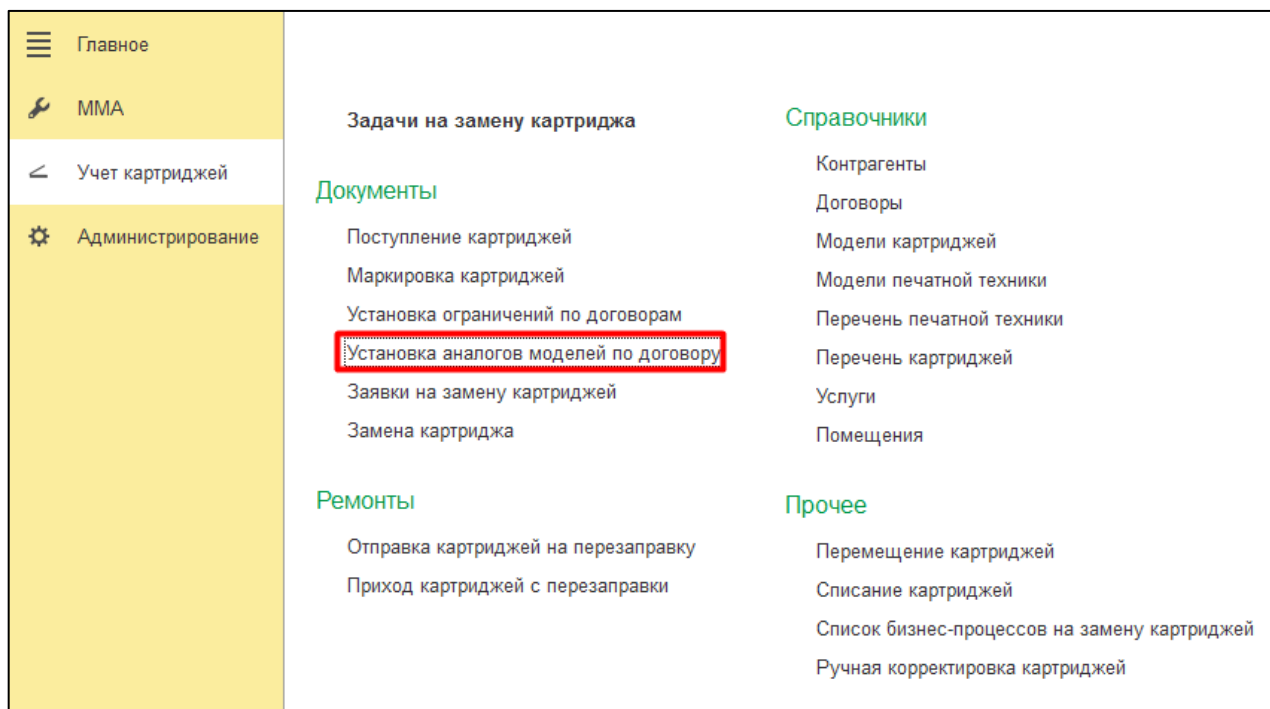 Главное
ММА
Учет картриджей
Администрирование
Задачи на замену картриджа
Документы
Поступление картриджей
Маркировка картриджей
Установка ограничений по договорам
Установка аналогов моделей по договору
Заявки на замену картриджей
Замена картриджа
Ремонты
Отправка картриджей на перезаправку
Приход картриджей с перезаправки
Справочники
Контрагенты
Договоры
Модели картриджей
Модели печатной техники
Перечень печатной техники
Перечень картриджей
Услуги
Помещения
Прочее
Перемещение картриджей
Списание картриджей
Список бизнес-процессов на замену картриджей
Ручная корректировка картриджей